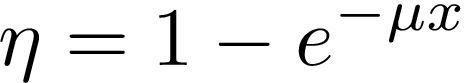 η = 1 − e^{−μx}